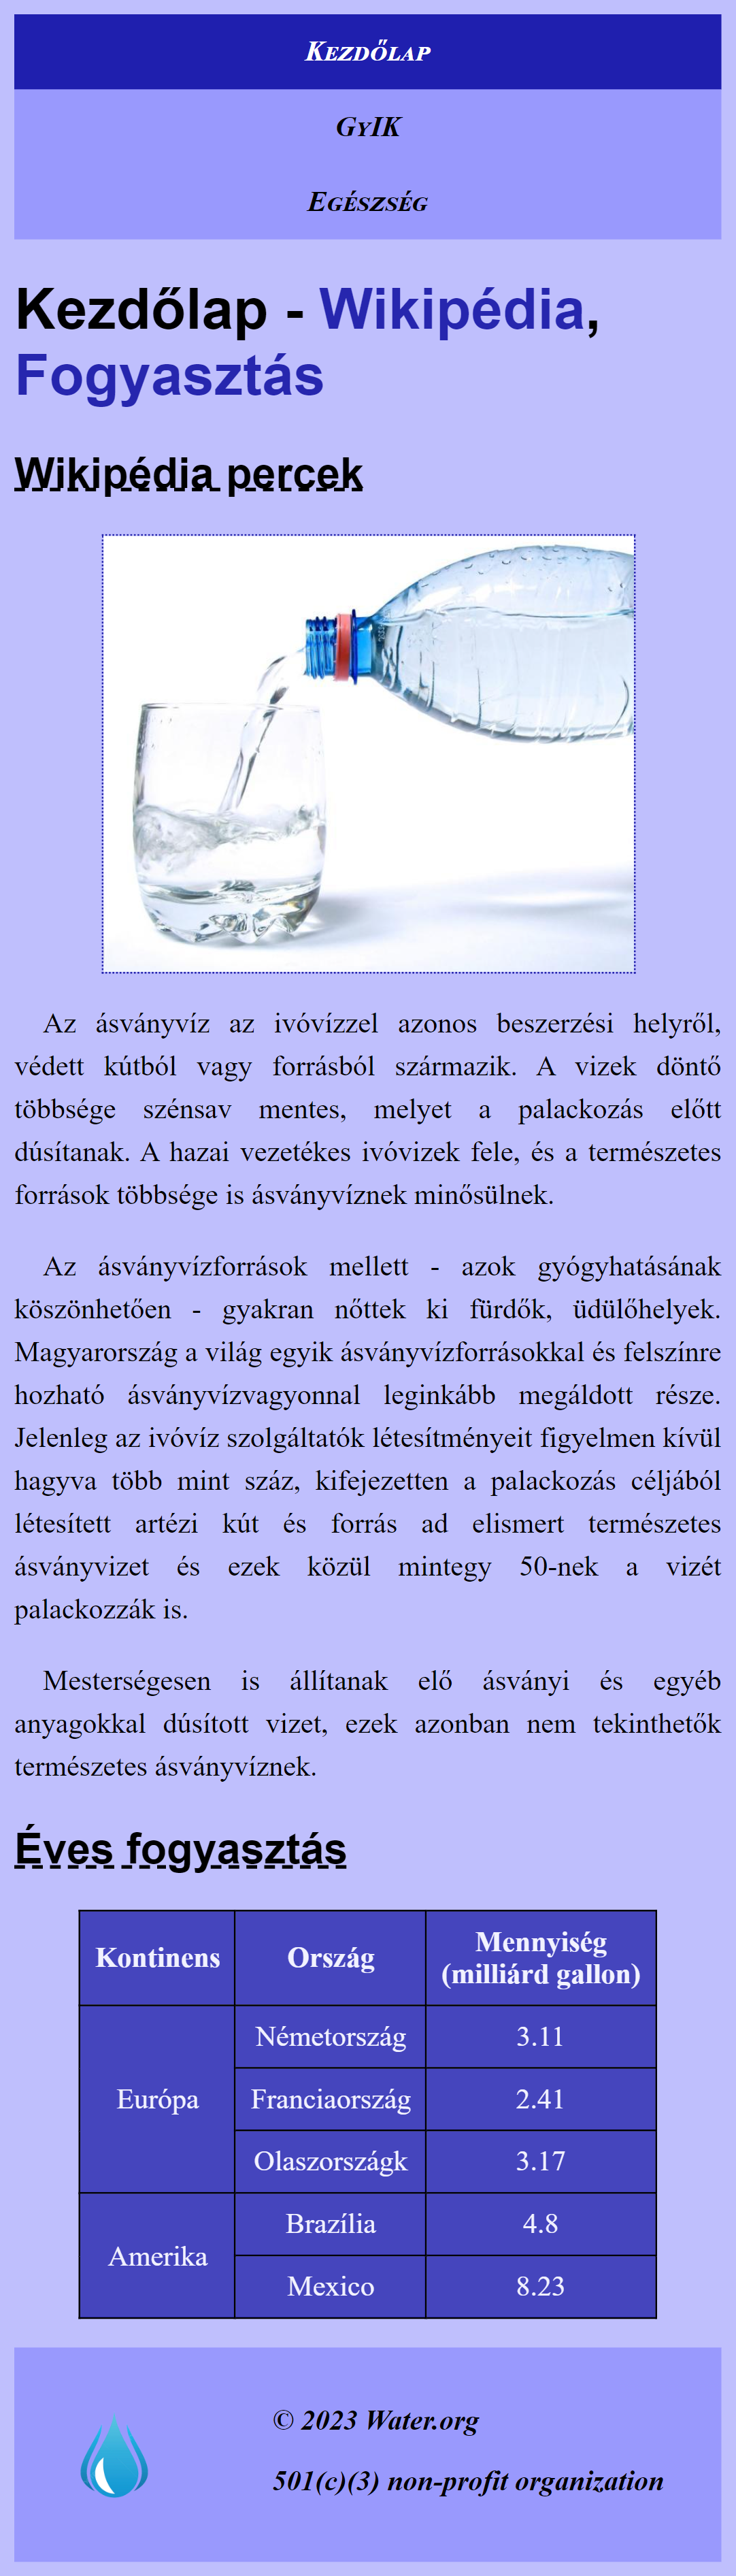 Kezdőlap
GyIK
Egészség
Kezdőlap - Wikipédia,
Fogyasztás
Wikipédia percek
Az ásványvíz az ivóvízzel azonos beszerzési helyről,
védett kútból vagy forrásból származik. A vizek döntő
többsége szénsav mentes, melyet a palackozás előtt
dúsítanak. A hazai vezetékes ivóvizek fele, és a természetes
források többsége is ásványvíznek minősülnek.
Az ásványvízforrások mellett - azok gyógyhatásának
köszönhetően - gyakran nőttek ki fürdők, üdülőhelyek.
Magyarország a világ egyik ásványvízforrásokkal és felszínre
hozható ásványvízvagyonnal leginkább megáldott része.
Jelenleg az ivóvíz szolgáltatók létesítményeit figyelmen kívül
hagyva több mint száz, kifejezetten a palackozás céljából
létesített artézi kút és forrás ad elismert természetes
ásványvizet és ezek közül mintegy 50-nek a vizét
palackozzák is.
Mesterségesen is állítanak elő ásványi és egyéb
anyagokkal dúsított vizet, ezek azonban nem tekinthetők
természetes ásványvíznek.
Éves fogyasztás
Kontinens Ország Mennyiség
(milliárd gallon)
Európa Németország 3.11
Franciaország 2.41
Olaszországk 3.17
Amerika Brazília 4.8
Mexico 8.23
© 2023 Water.org
501(c)(3) non-profit organization